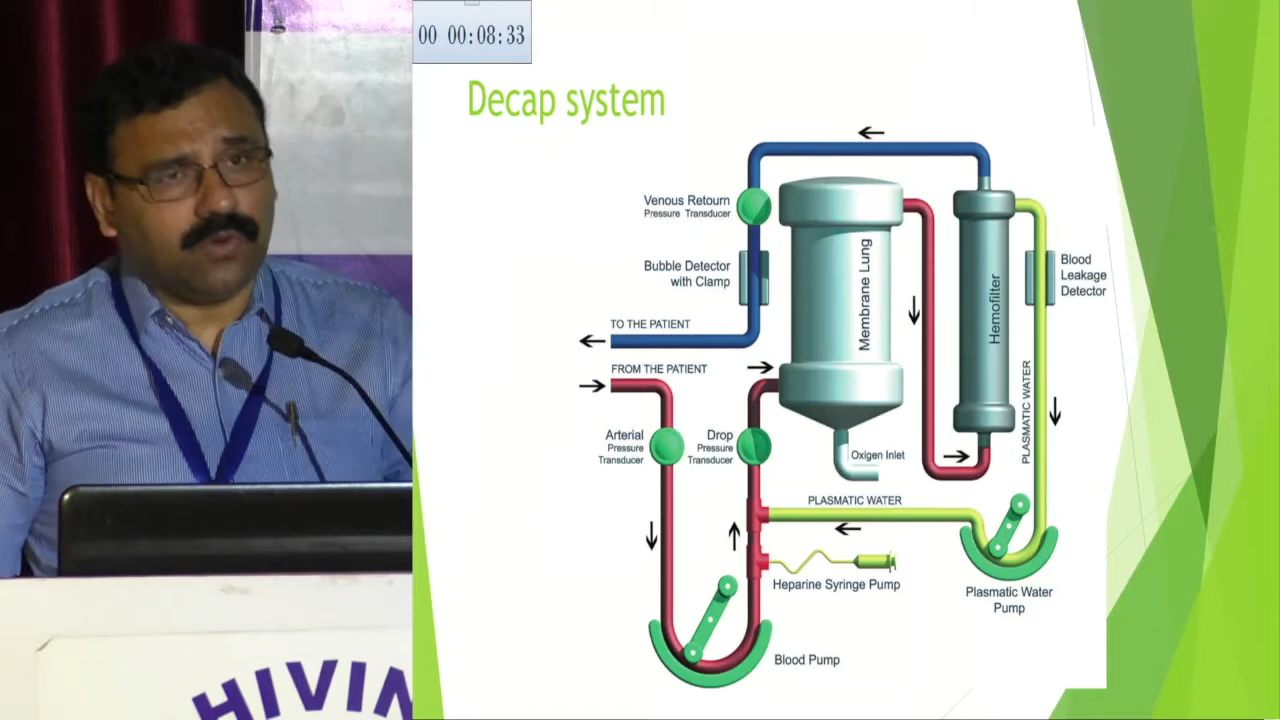 00 00:08:33
Decap system
Venous Retourn
Pressure Transducer
Bubble Detector
with Clamp
TO THE PATIENT
FROM THE PATIENT
Arterial
Pressure
Transducer
Drop
Pressure
Transducer
Membrane Lung
Oxigen Inlet
Hemofilter
Blood
Leakage
Detector
PLASMATIC WATER
PLASMATIC WATER
Heparine Syringe Pump
Plasmatic Water
Pump
Blood Pump